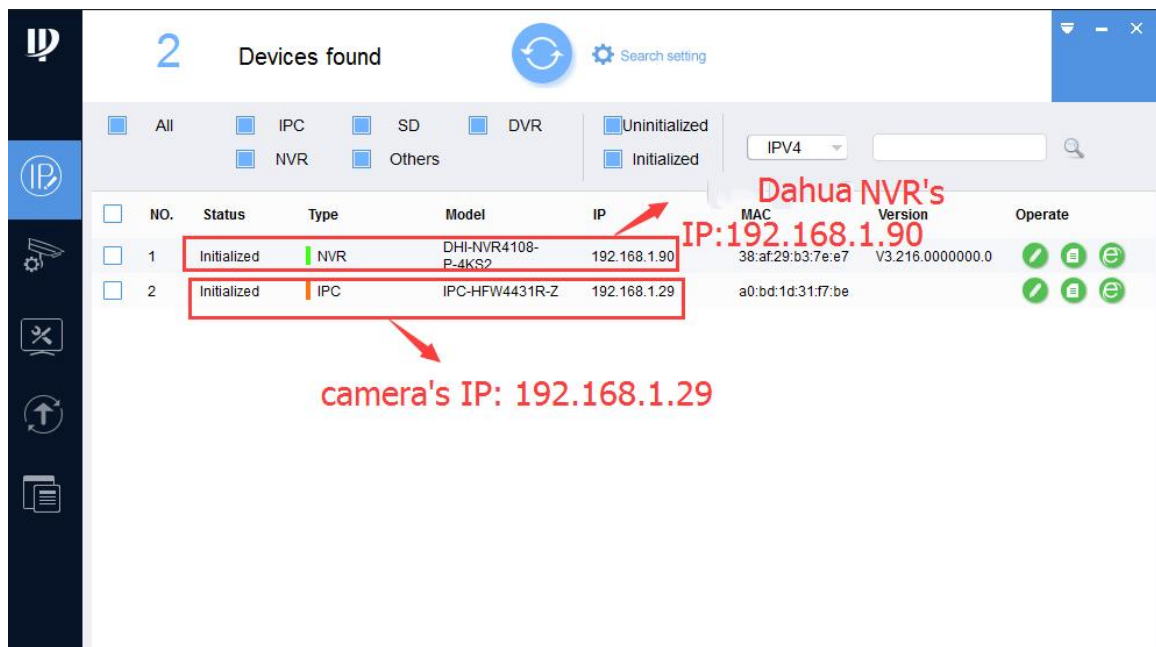 2 Devices found Search setting
All IPC SD DVR Uninitialized
NVR Others Initialized IPV4
Dahua NVR's
NO. Status Type Model IP MAC Version Operate
IP:192.168.1.90
1 Initialized NVR DHI-NVR4108-P-4KS2 192.168.1.90 38:af:29:b3:7e:e7 V3.216.0000000.0
2 Initialized IPC IPC-HFW4431R-Z 192.168.1.29 a0:bd:1d:31:f7:be
camera's IP: 192.168.1.29